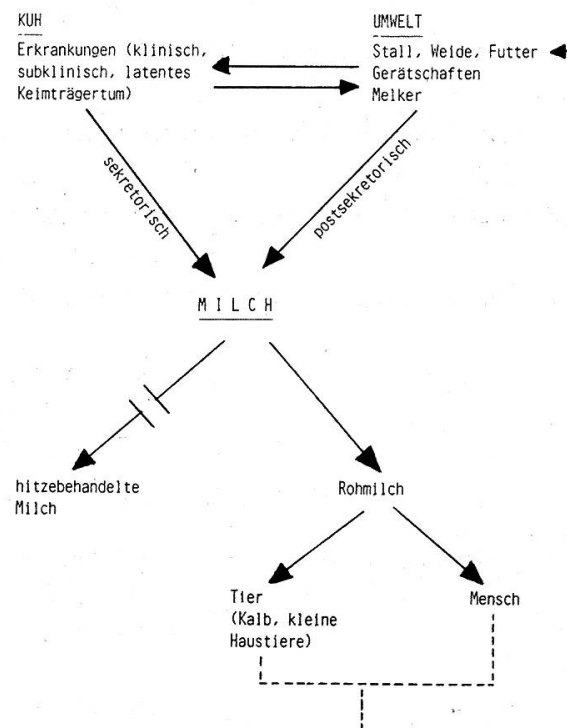 KUH
Erkrankungen (klinisch,
subklinisch, latentes
Keimträgertum)
UMWELT
Stall, Weide, Futter
Gerätschaften
Melker
sekretorisch
postsekretorisch
M I L C H
hitzebehandelte
Milch
Rohmilch
Tier
(Kalb, kleine
Haustiere)
Mensch